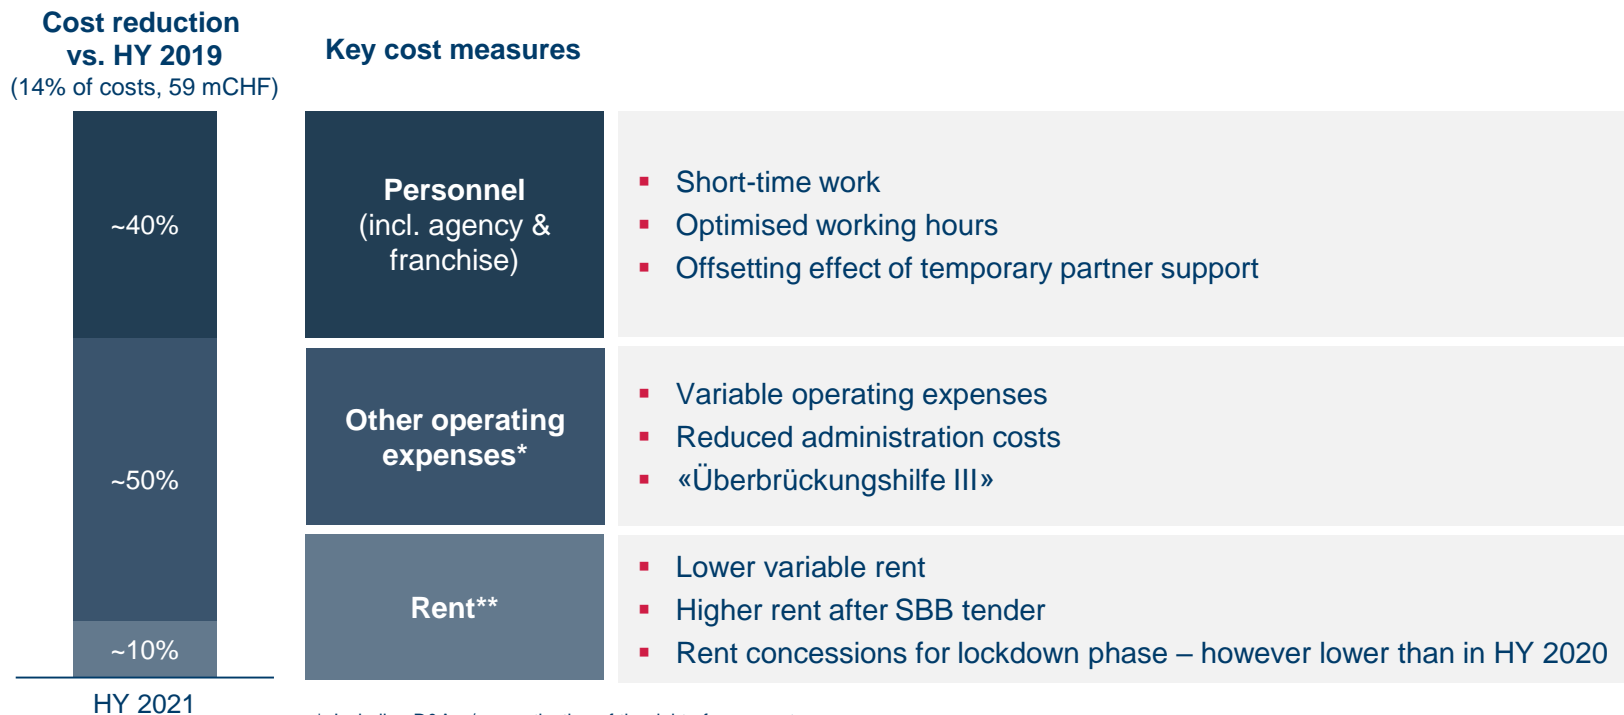 Cost reduction
vs. HY 2019
(14% of costs, 59 mCHF)
Key cost measures
~40%
Personnel
(incl. agency &
franchise)
▪ Short-time work
▪ Optimised working hours
▪ Offsetting effect of temporary partner support
~50%
Other operating
expenses*
▪ Variable operating expenses
▪ Reduced administration costs
▪ «Überbrückungshilfe III»
~10%
Rent**
▪ Lower variable rent
▪ Higher rent after SBB tender
▪ Rent concessions for lockdown phase – however lower than in HY 2020
HY 2021